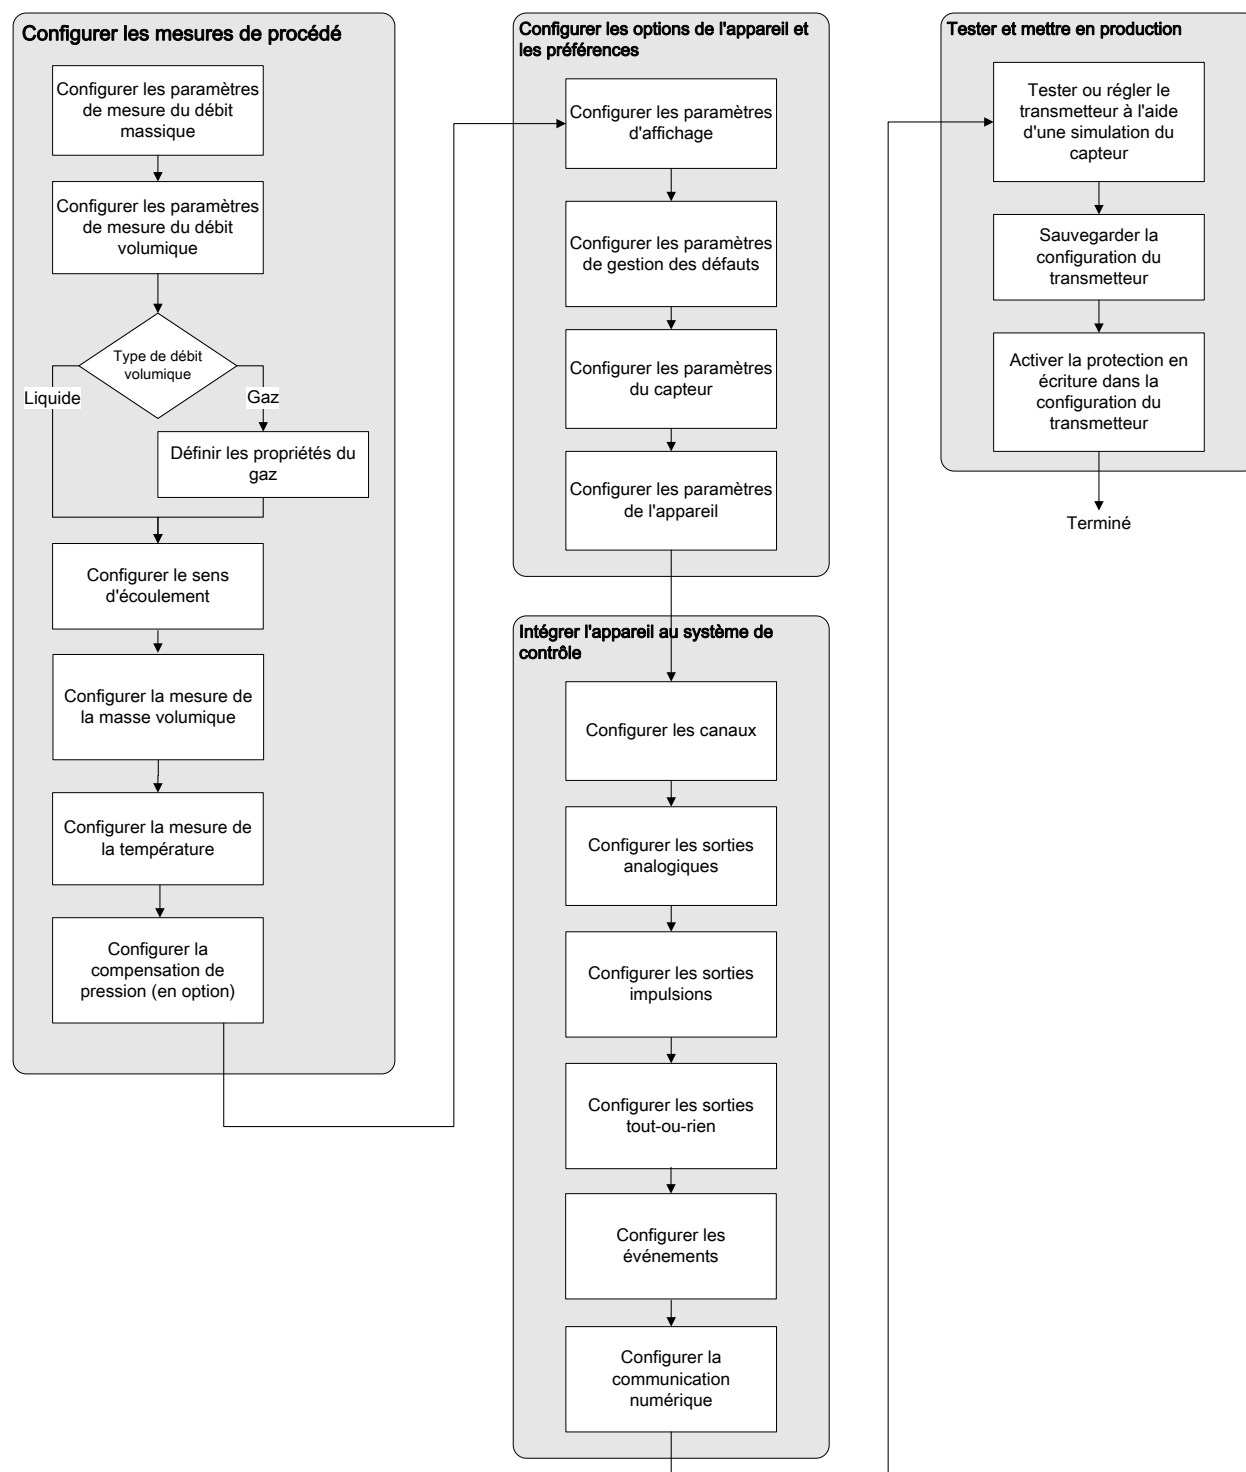 Configurer les mesures de procédé
Configurer les paramètres
de mesure du débit
massique
Configurer les paramètres
de mesure du débit
volumique
Type de débit
volumique
Liquide
Gaz
Définir les propriétés du
gaz
Configurer le sens
d'écoulement
Configurer la mesure de
la masse volumique
Configurer la mesure de
la température
Configurer la
compensation de
pression (en option)
Configurer les options de l'appareil et
les préférences
Configurer les paramètres
d'affichage
Configurer les paramètres
de gestion des défauts
Configurer les paramètres
du capteur
Configurer les paramètres
de l'appareil
Intégrer l'appareil au système de
contrôle
Configurer les canaux
Configurer les sorties
analogiques
Configurer les sorties
impulsions
Configurer les sorties
tout-ou-rien
Configurer les
événements
Configurer la
communication
numérique
Tester et mettre en production
Tester ou régler le
transmetteur à l'aide
d'une simulation du
capteur
Sauvegarder la
configuration du
transmetteur
Activer la protection en
écriture dans la
configuration du
transmetteur
Terminé